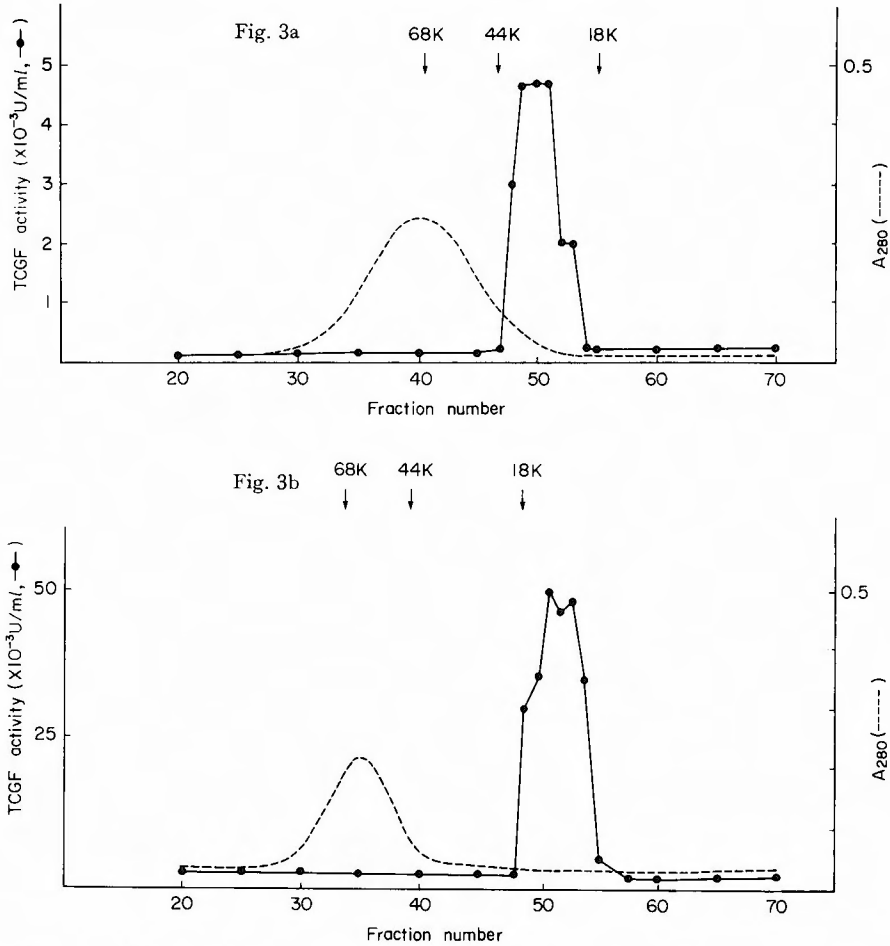 Fig. 3a
68K 44K 18K
TCGF activity (×10⁻³U/ml, —●—)
5
4
3
2
1
0.5
A₂₈₀ (-----)
20 30 40 50 60 70
Fraction number
Fig. 3b
68K 44K 18K
TCGF activity (×10⁻³U/ml, —●—)
50
25
0.5
A₂₈₀ (-----)
20 30 40 50 60 70
Fraction number